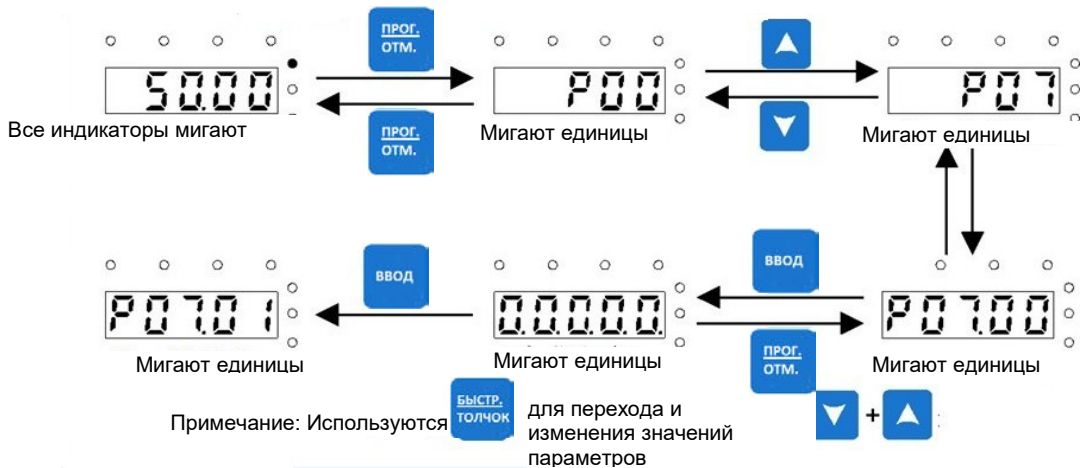 ПРОГ.
ОТМ.
50.00
P00
P07
ПРОГ.
ОТМ.
Все индикаторы мигают
Мигают единицы
Мигают единицы
ВВОД
ВВОД
P07.01
0.0.0.0.0.
P07.00
ПРОГ.
ОТМ.
Мигают единицы
Мигают единицы
Мигают единицы
Примечание: Используются
БЫСТР.
ТОЛЧОК
для перехода и
изменения значений
параметров
+
: